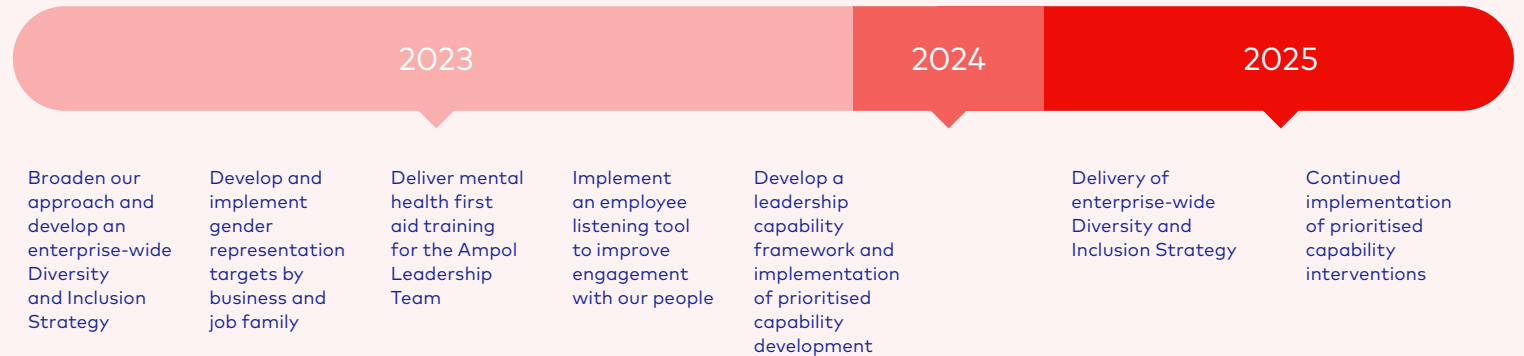 2023
2024
2025
Broaden our
approach and
develop an
enterprise-wide
Diversity
and Inclusion
Strategy
Develop and
implement
gender
representation
targets by
business and
job family
Deliver mental
health first
aid training
for the Ampol
Leadership
Team
Implement
an employee
listening tool
to improve
engagement
with our people
Develop a
leadership
capability
framework and
implementation
of prioritised
capability
development
Delivery of
enterprise-wide
Diversity and
Inclusion Strategy
Continued
implementation
of prioritised
capability
interventions